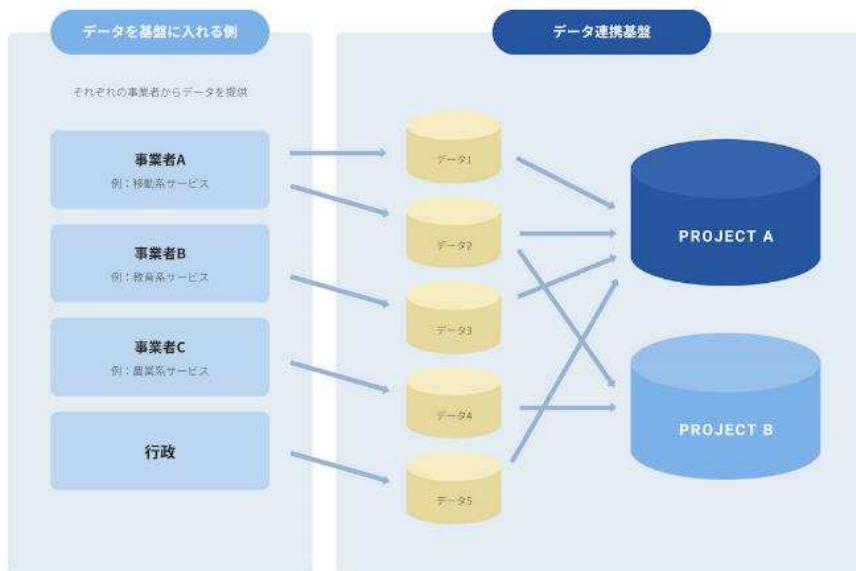 データを基盤に入れる側
データ連携基盤
それぞれの事業者からデータを提供
事業者A
例：移動系サービス
事業者B
例：教育系サービス
事業者C
例：農業系サービス
行政
データ1
データ2
データ3
データ4
データ5
PROJECT A
PROJECT B